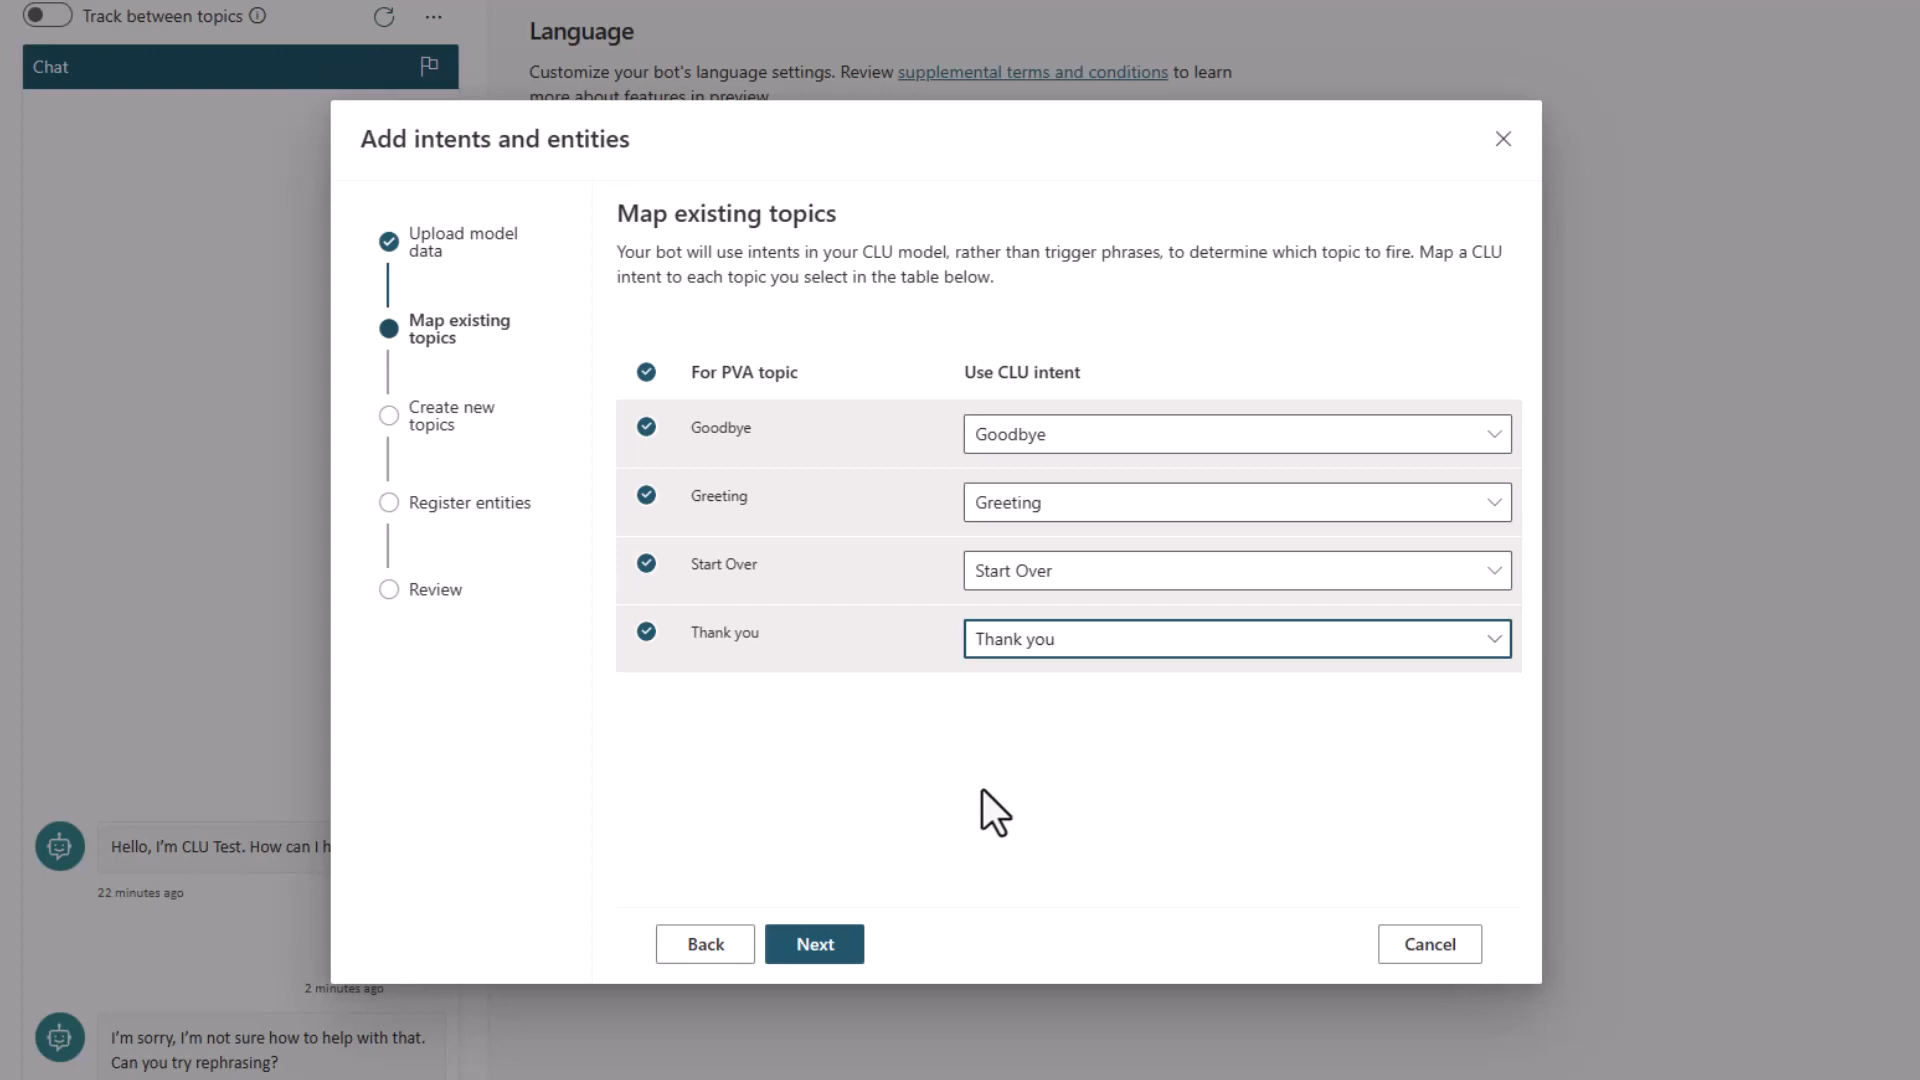 Track between topics
Chat
Language
Customize your bot's language settings. Review supplemental terms and conditions to learn
more about features in preview
Add intents and entities
Upload model
data
Map existing
topics
Create new
topics
Register entities
Review
Map existing topics
Your bot will use intents in your CLU model, rather than trigger phrases, to determine which topic to fire. Map a CLU
intent to each topic you select in the table below.
For PVA topic Use CLU intent
Goodbye Goodbye
Greeting Greeting
Start Over Start Over
Thank you Thank you
Back Next Cancel
Hello, I'm CLU Test. How can I h
22 minutes ago
2 minutes ago
I'm sorry, I'm not sure how to help with that.
Can you try rephrasing?